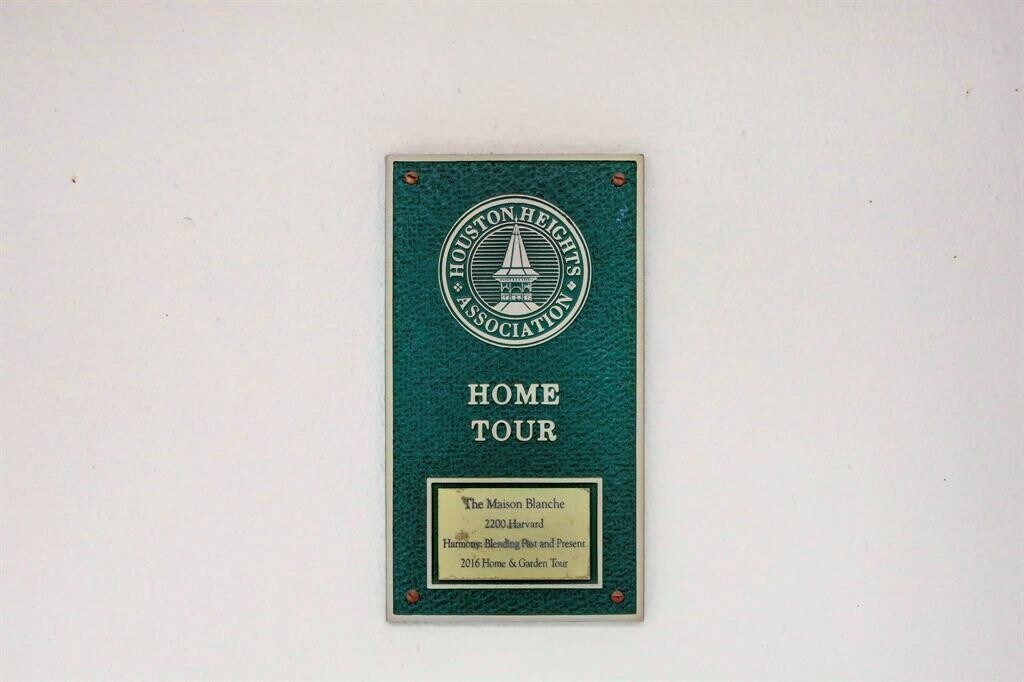 HOUSTON HEIGHTS
ASSOCIATION
HOME
TOUR
The Maison Blanche
2200 Harvard
Harmony: Blending Past and Present
2016 Home & Garden Tour